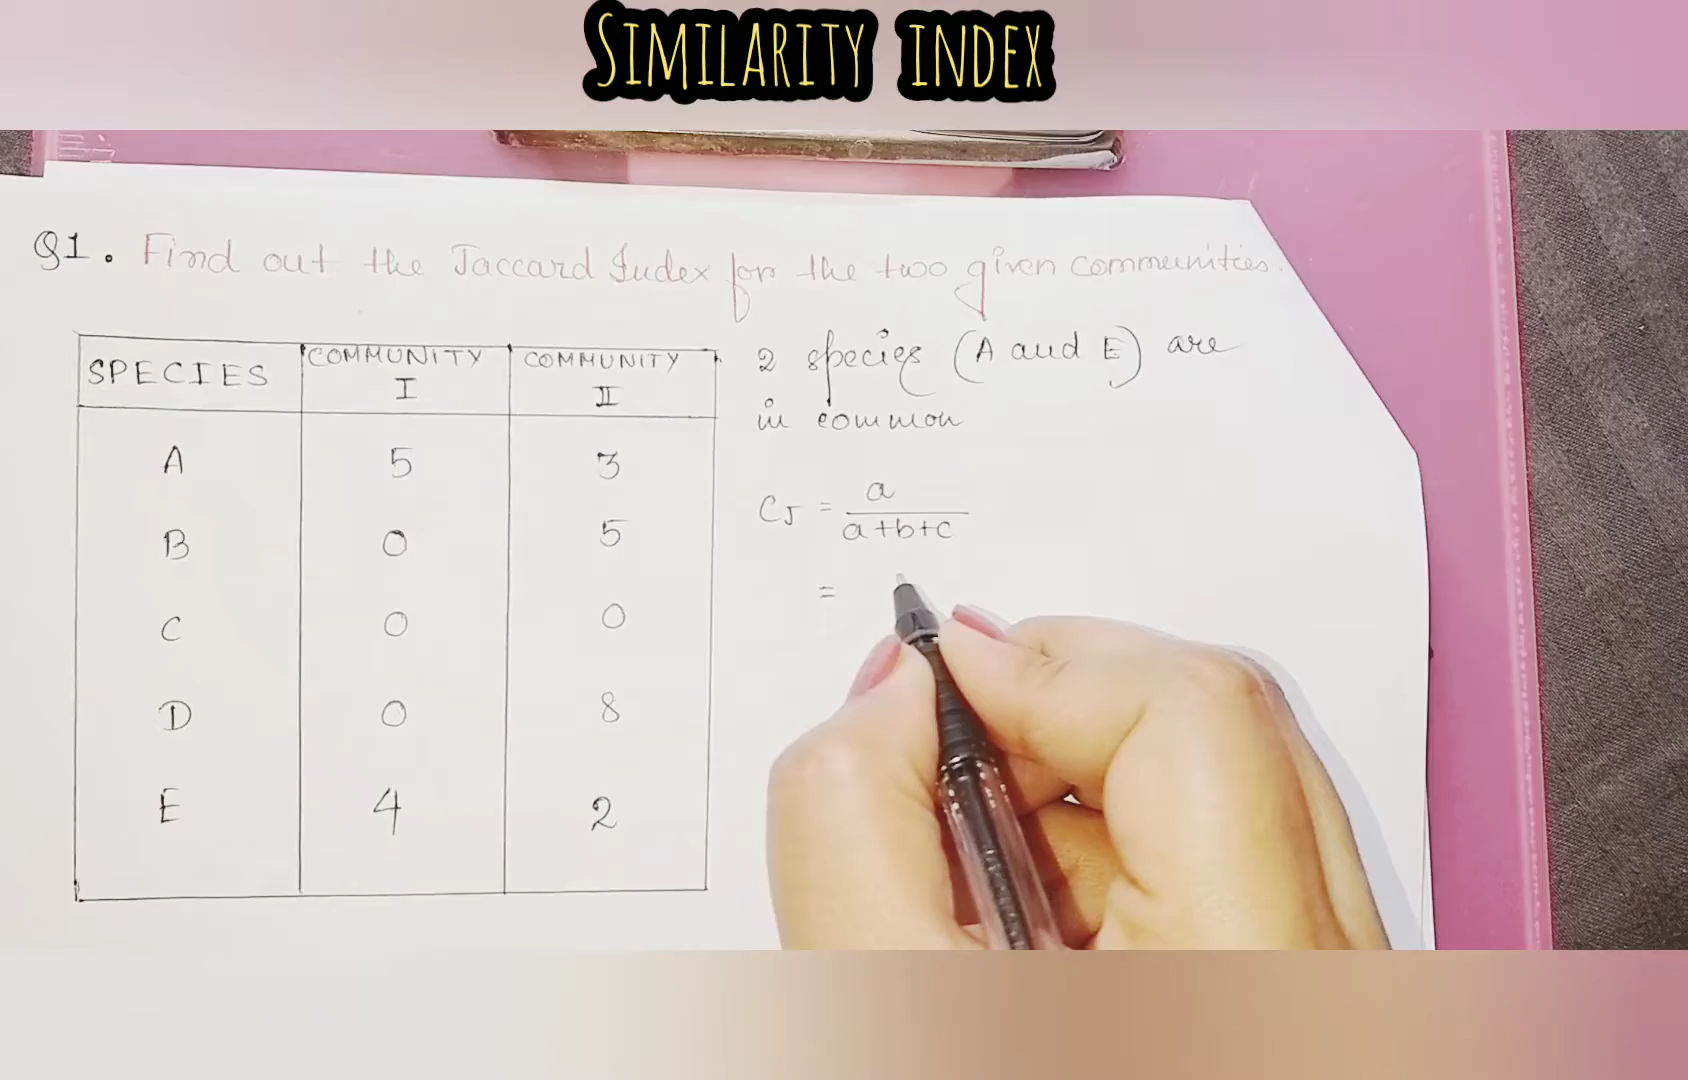 SIMILARITY INDEX
Q1. Find out the Jaccard Index for the two given communities.
SPECIES COMMUNITY I COMMUNITY II
A 5 3
B 0 5
C 0 0
D 0 8
E 4 2
2 species (A and E) are
in common
CJ = a
a+b+c
=